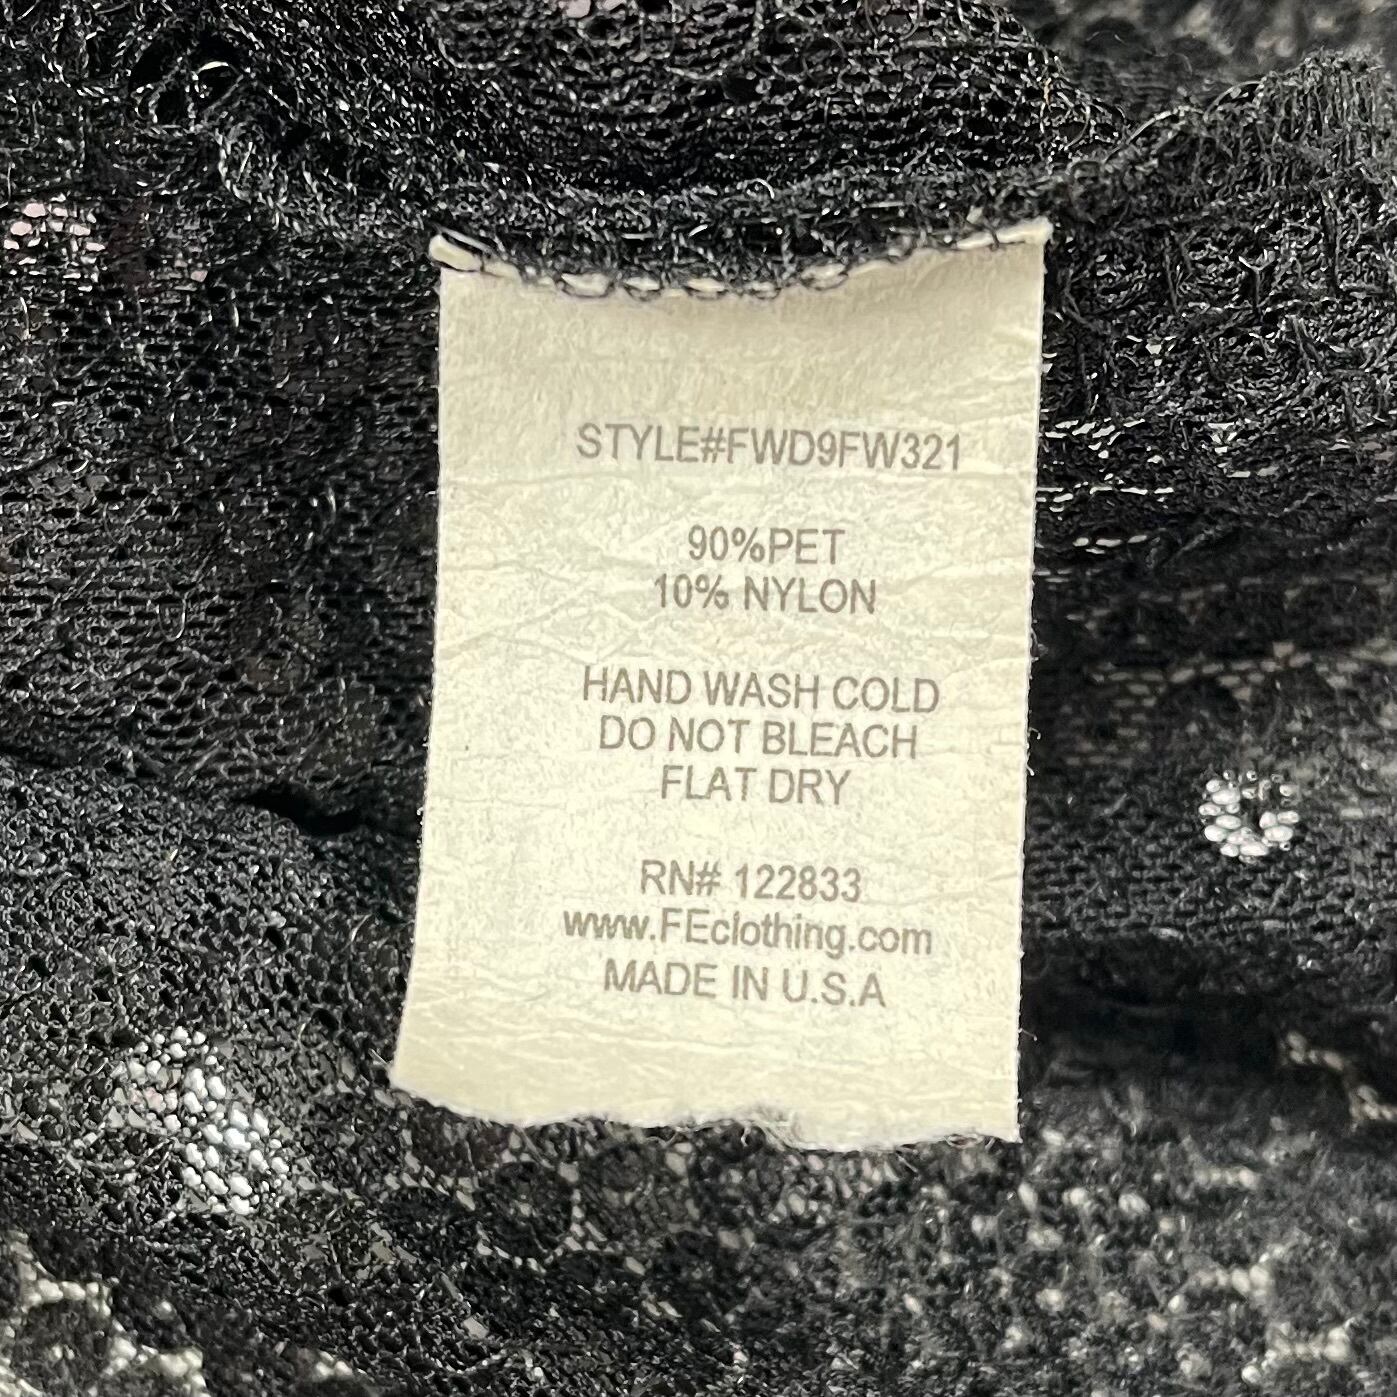 STYLE#FWD9FW321
90%PET
10% NYLON
HAND WASH COLD
DO NOT BLEACH
FLAT DRY
RN# 122833
www.FEclothing.com
MADE IN U.S.A